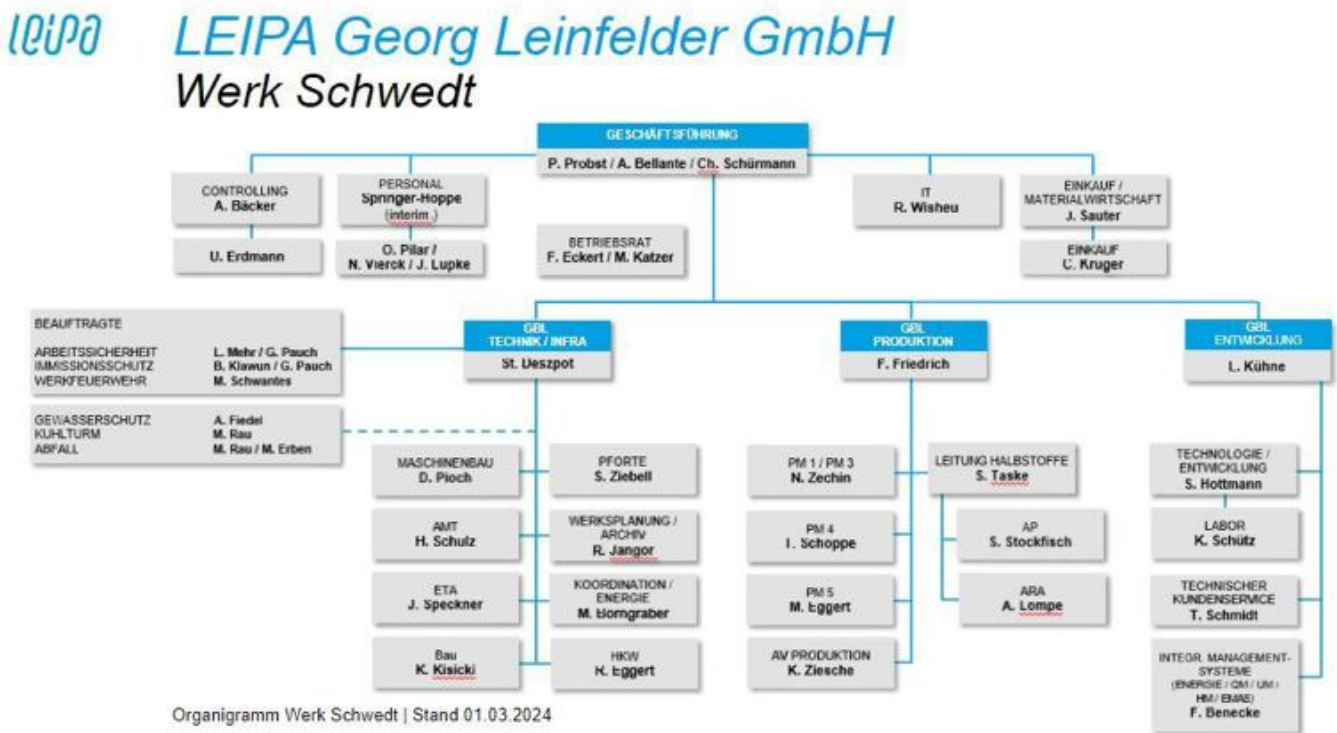 leipa
LEIPA Georg Leinfelder GmbH
Werk Schwedt
GESCHÄFTSFÜHRUNG
P. Probst / A. Bellante / Ch. Schürmann
CONTROLLING
A. Bäcker
U. Erdmann
PERSONAL
Springer-Hoppe
(interim.)
O. Pilar /
N. Vierck / J. Lupke
BETRIEBSRAT
F. Eckert / M. Katzer
IT
R. Wisheu
EINKAUF /
MATERIALWIRTSCHAFT
J. Sauter
EINKAUF
C. Kruger
BEAUFTRAGTE
ARBEITSSICHERHEIT L. Mehr / G. Pauch
IMMISSIONSSCHUTZ B. Klawun / G. Pauch
WERKFEUERWEHR M. Schwantes
GEWASSERSCHUTZ A. Fiedel
KUHLTURM M. Rau
ABFALL M. Rau / M. Erben
GBL
TECHNIK / INFRA
St. Deszpot
MASCHINENBAU
D. Pioch
PFORTE
S. Ziebell
AMT
H. Schulz
WERKSPLANUNG /
ARCHIV
R. Jangor
ETA
J. Speckner
KOORDINATION /
ENERGIE
M. Borngraber
Bau
K. Kisicki
HKW
R. Eggert
GBL
PRODUKTION
F. Friedrich
PM 1 / PM 3
N. Zechin
LEITUNG HALBSTOFFE
S. Taske
PM 4
Schoppe
AP
S. Stockfisch
PM 5
M. Eggert
ARA
A. Lompe
AV PRODUKTION
K. Ziesche
GBL
ENTWICKLUNG
L. Kühne
TECHNOLOGIE /
ENTWICKLUNG
S. Hottmann
LABOR
K. Schütz
TECHNISCHER
KUNDENSERVICE
T. Schmidt
INTEGR. MANAGEMENT-
SYSTEME
(ENERGIE / QM / UM /
HM / EMAS)
F. Benecke
Organigramm Werk Schwedt | Stand 01.03.2024